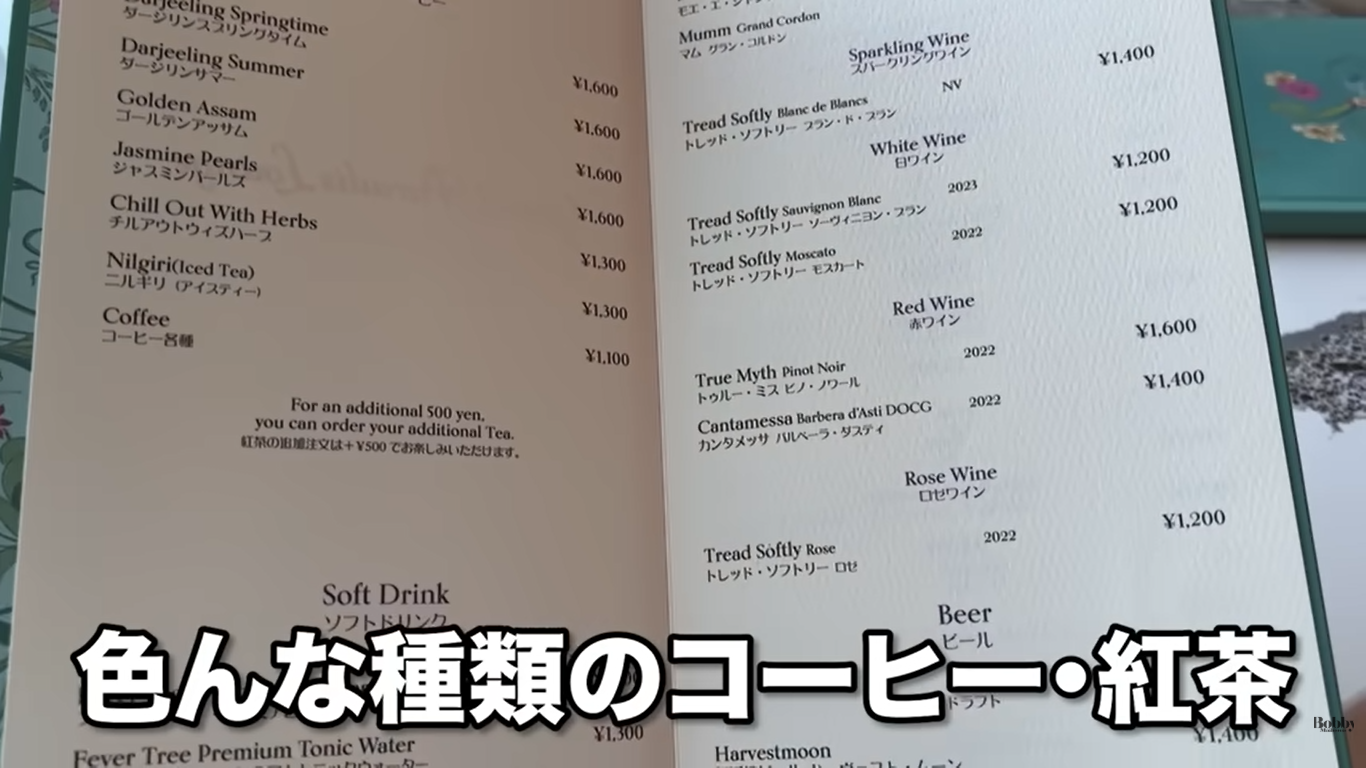 Darjeeling Springtime
ダージリンスプリングタイム
Darjeeling Summer
ダージリンサマー
¥1,600
Golden Assam
ゴールデンアッサム
¥1,600
Jasmine Pearls
ジャスミンパールズ
¥1,600
Chill Out With Herbs
チルアウトウィズハーブ
¥1,600
Nilgiri(Iced Tea)
ニルギリ (アイスティー)
¥1,300
Coffee
コーヒー各種
¥1,300
¥1,100
For an additional 500 yen,
you can order your additional Tea.
紅茶の追加注文は+¥500でお楽しみいただけます。
Soft Drink
ソフトドリンク
Fever Tree Premium Tonic Water
¥1,300
Mumm Grand Cordon
マム グラン・コルドン
Sparkling Wine
スパークリングワイン
¥1,400
Tread Softly Blanc de Blancs NV
トレッド・ソフトリー ブラン・ド・ブラン
White Wine
白ワイン
¥1,200
Tread Softly Sauvignon Blanc 2023
トレッド・ソフトリー ソーヴィニヨン・ブラン
¥1,200
Tread Softly Moscato 2022
トレッド・ソフトリー モスカート
Red Wine
赤ワイン
¥1,600
True Myth Pinot Noir 2022
トゥルー・ミス ピノ・ノワール
¥1,400
Cantamessa Barbera d'Asti DOCG 2022
カンタメッサ バルベーラ・ダスティ
Rose Wine
ロゼワイン
¥1,200
Tread Softly Rose 2022
トレッド・ソフトリー ロゼ
Beer
ビール
ドラフト
¥1,400
Harvestmoon
色んな種類のコーヒー・紅茶
Bobby